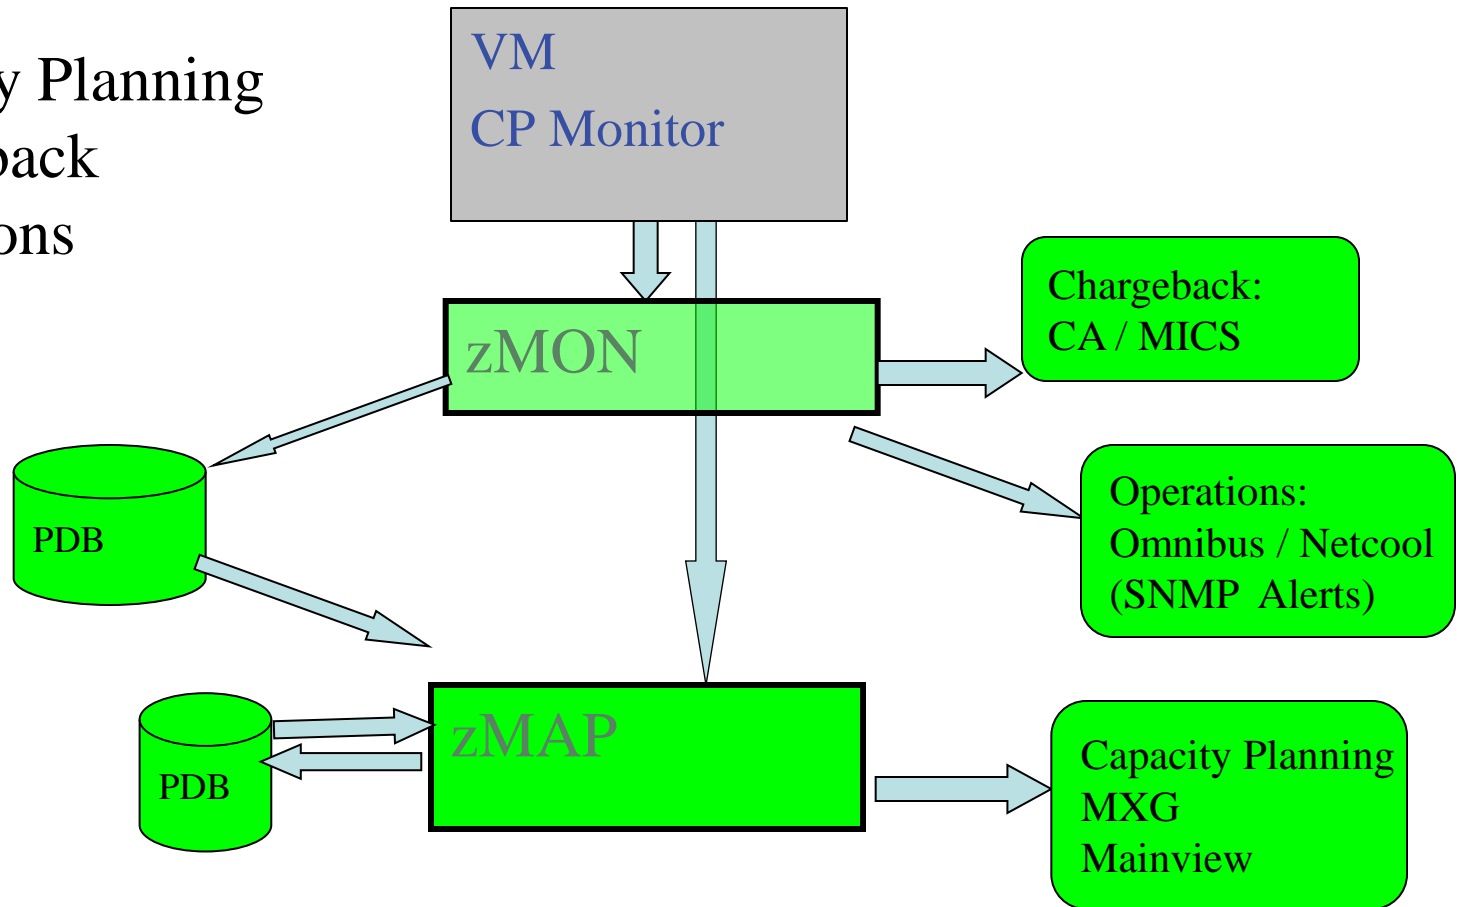 y Planning
back
ons
VM
CP Monitor
zMON
Chargeback:
CA / MICS
Operations:
Omnibus / Netcool
(SNMP Alerts)
PDB
zMAP
PDB
Capacity Planning
MXG
Mainview